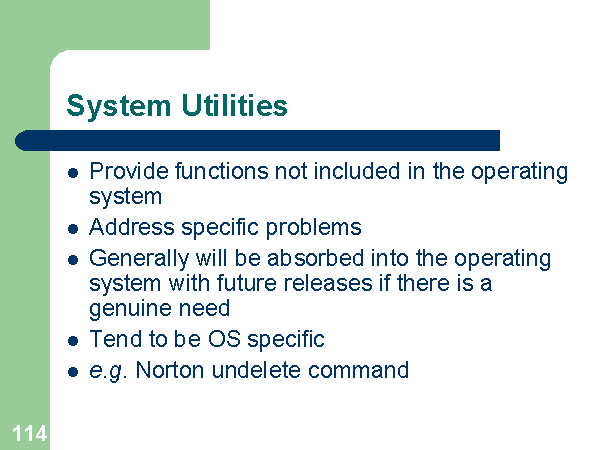 System Utilities
● Provide functions not included in the operating
system
● Address specific problems
● Generally will be absorbed into the operating
system with future releases if there is a
genuine need
● Tend to be OS specific
● e.g. Norton undelete command
114